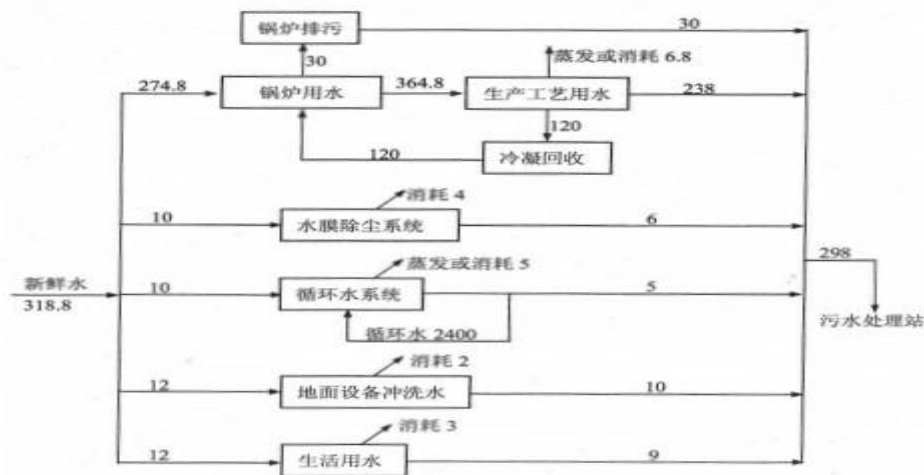 锅炉排污
30
30
蒸发或消耗 6.8
274.8
锅炉用水
364.8
生产工艺用水
238
120
120
冷凝回收
消耗 4
10
水膜除尘系统
6
蒸发或消耗 5
298
新鲜水
318.8
10
循环水系统
5
循环水 2400
污水处理站
消耗 2
12
地面设备冲洗水
10
消耗 3
12
生活用水
9